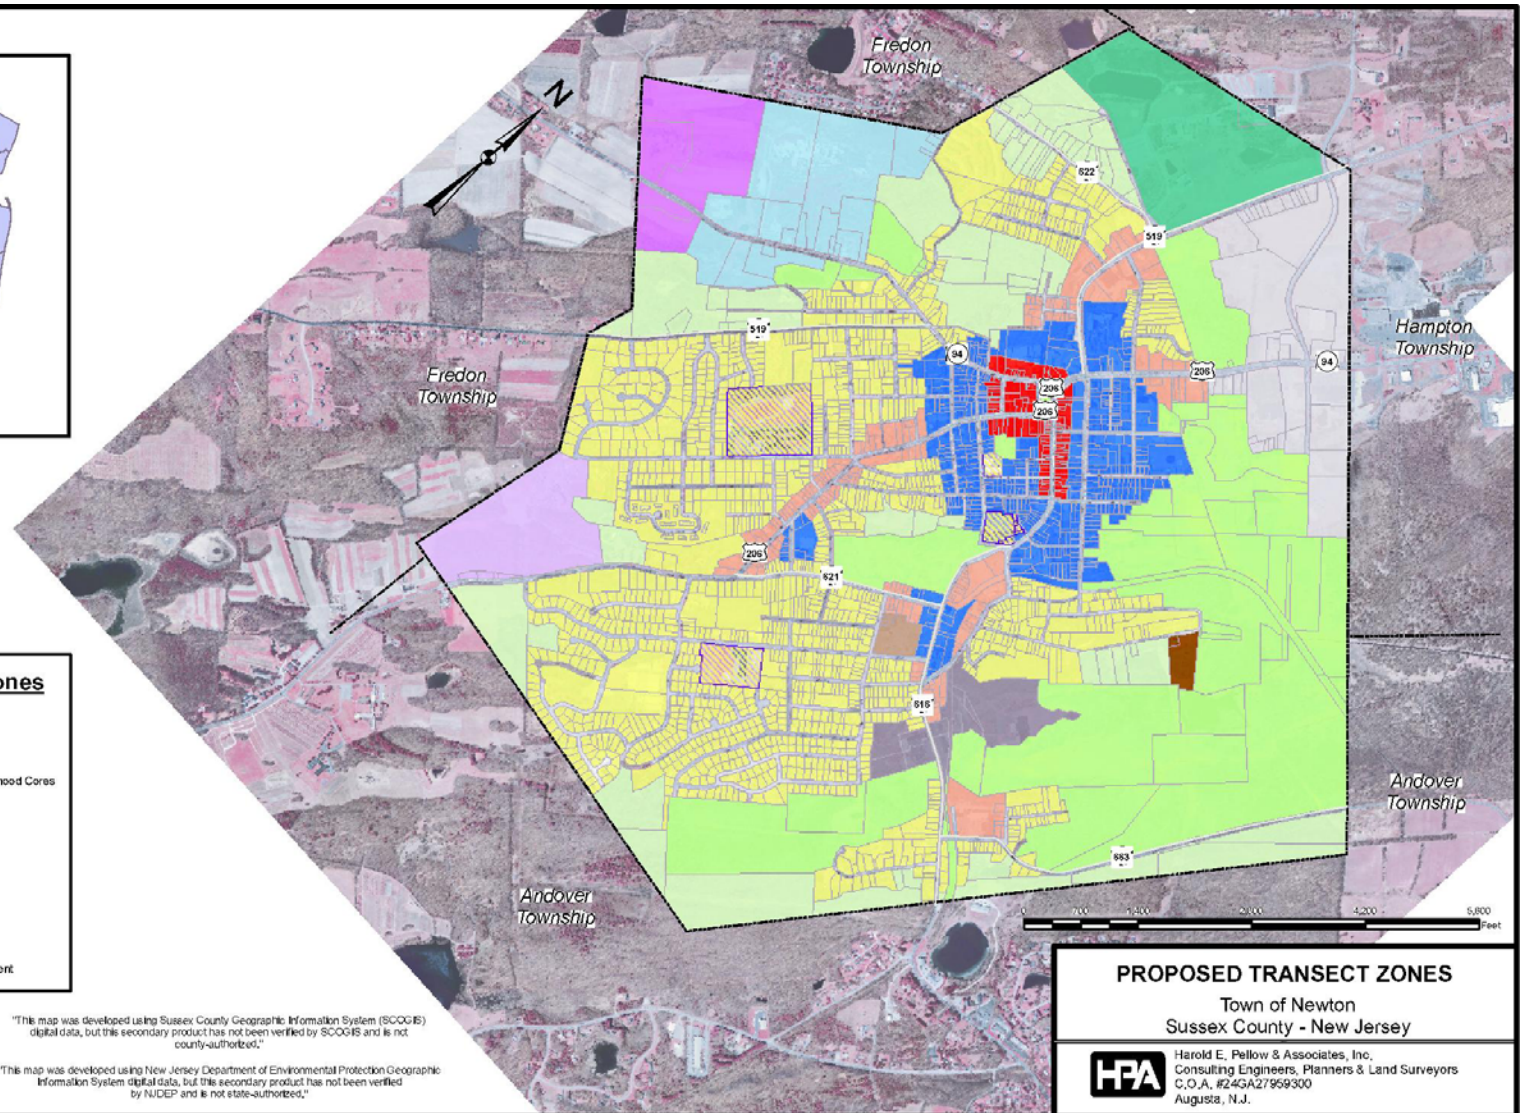 Fredon
Township
N
622
519
519
94
206
206
206
94
Hampton
Township
Fredon
Township
206
621
ones
616
ood Cores
Andover
Township
663
Andover
Township
0 700 1,400 2,800 4,200 5,600
Feet
ent
PROPOSED TRANSECT ZONES
Town of Newton
Sussex County - New Jersey
"This map was developed using Sussex County Geographic Information System (SCOGIS)
digital data, but this secondary product has not been verified by SCOGIS and is not
county-authorized."
"This map was developed using New Jersey Department of Environmental Protection Geographic
Information System digital data, but this secondary product has not been verified
by NJDEP and is not state-authorized."
HPA
Harold E. Pellow & Associates, Inc.
Consulting Engineers, Planners & Land Surveyors
C.O.A. #24GA27959300
Augusta, N.J.